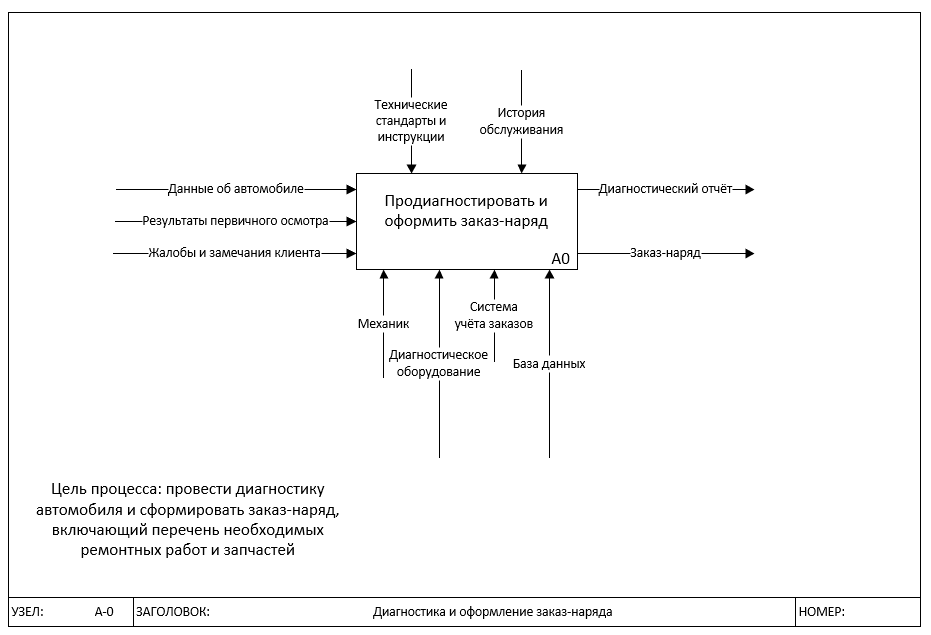 Технические
стандарты и
инструкции
История
обслуживания
Данные об автомобиле
Результаты первичного осмотра
Жалобы и замечания клиента
Продиагностировать и
оформить заказ-наряд
A0
Диагностический отчёт
Заказ-наряд
Механик
Диагностическое
оборудование
Система
учёта заказов
База данных
Цель процесса: провести диагностику
автомобиля и сформировать заказ-наряд,
включающий перечень необходимых
ремонтных работ и запчастей
УЗЕЛ: A-0 ЗАГОЛОВОК: Диагностика и оформление заказ-наряда НОМЕР: